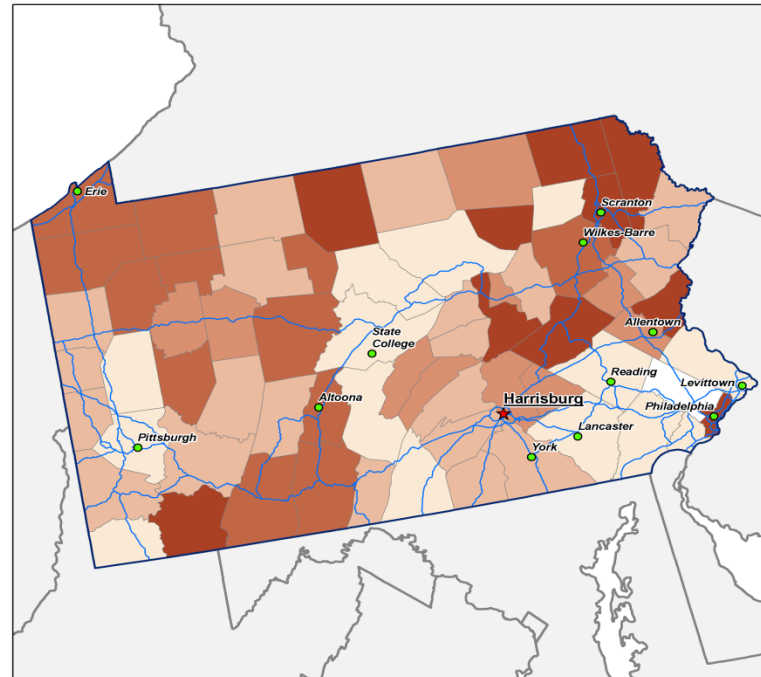 Erie
Scranton
Wilkes-Barre
Allentown
State
College
Reading
Levittown
Altoona
Harrisburg
Philadelphia
Lancaster
Pittsburgh
York